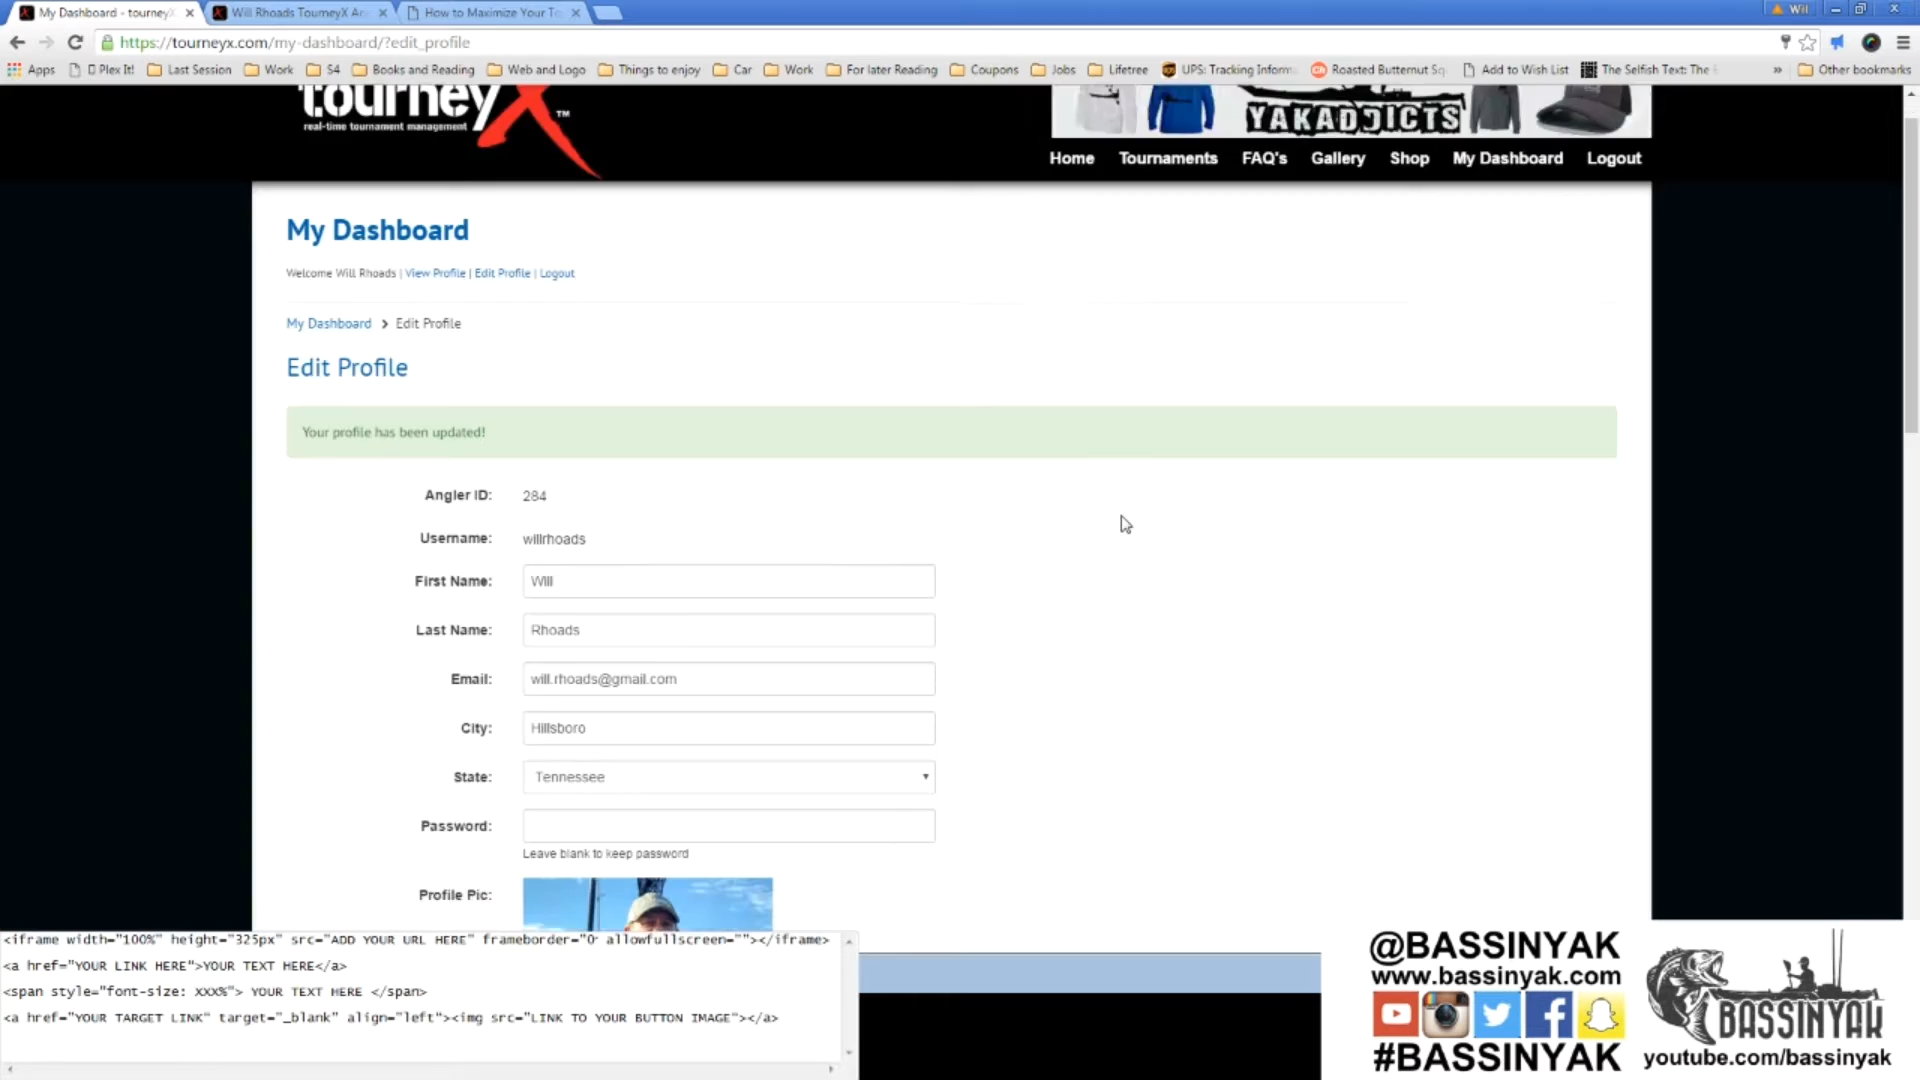 My Dashboard - tourney
Will Rhoads TourneyX An
How to Maximize Your To
Will
https://tourneyx.com/my-dashboard/?edit_profile
Apps
Plex It!
Last Session
Work
S4
Books and Reading
Web and Logo
Things to enjoy
Car
Work
For later Reading
Coupons
Jobs
Lifetree
UPS: Tracking Inform
Roasted Butternut Sq
Add to Wish List
The Selfish Text: The
»
Other bookmarks
tourneyX™
real-time tournament management
YAKADDICTS
Home
Tournaments
FAQ's
Gallery
Shop
My Dashboard
Logout
My Dashboard
Welcome Will Rhoads | View Profile | Edit Profile | Logout
My Dashboard > Edit Profile
Edit Profile
Your profile has been updated!
Angler ID: 284
Username: willrhoads
First Name: Will
Last Name: Rhoads
Email: will.rhoads@gmail.com
City: Hillsboro
State: Tennessee
Password:
Leave blank to keep password
Profile Pic:
<iframe width="100%" height="325px" src="ADD YOUR URL HERE" frameborder="0" allowfullscreen=""></iframe>
<a href="YOUR LINK HERE">YOUR TEXT HERE</a>
<span style="font-size: XXX%"> YOUR TEXT HERE </span>
<a href="YOUR TARGET LINK" target="_blank" align="left"><img src="LINK TO YOUR BUTTON IMAGE"></a>
@BASSINYAK
www.bassinyak.com
#BASSINYAK
BASSINYAK
youtube.com/bassinyak